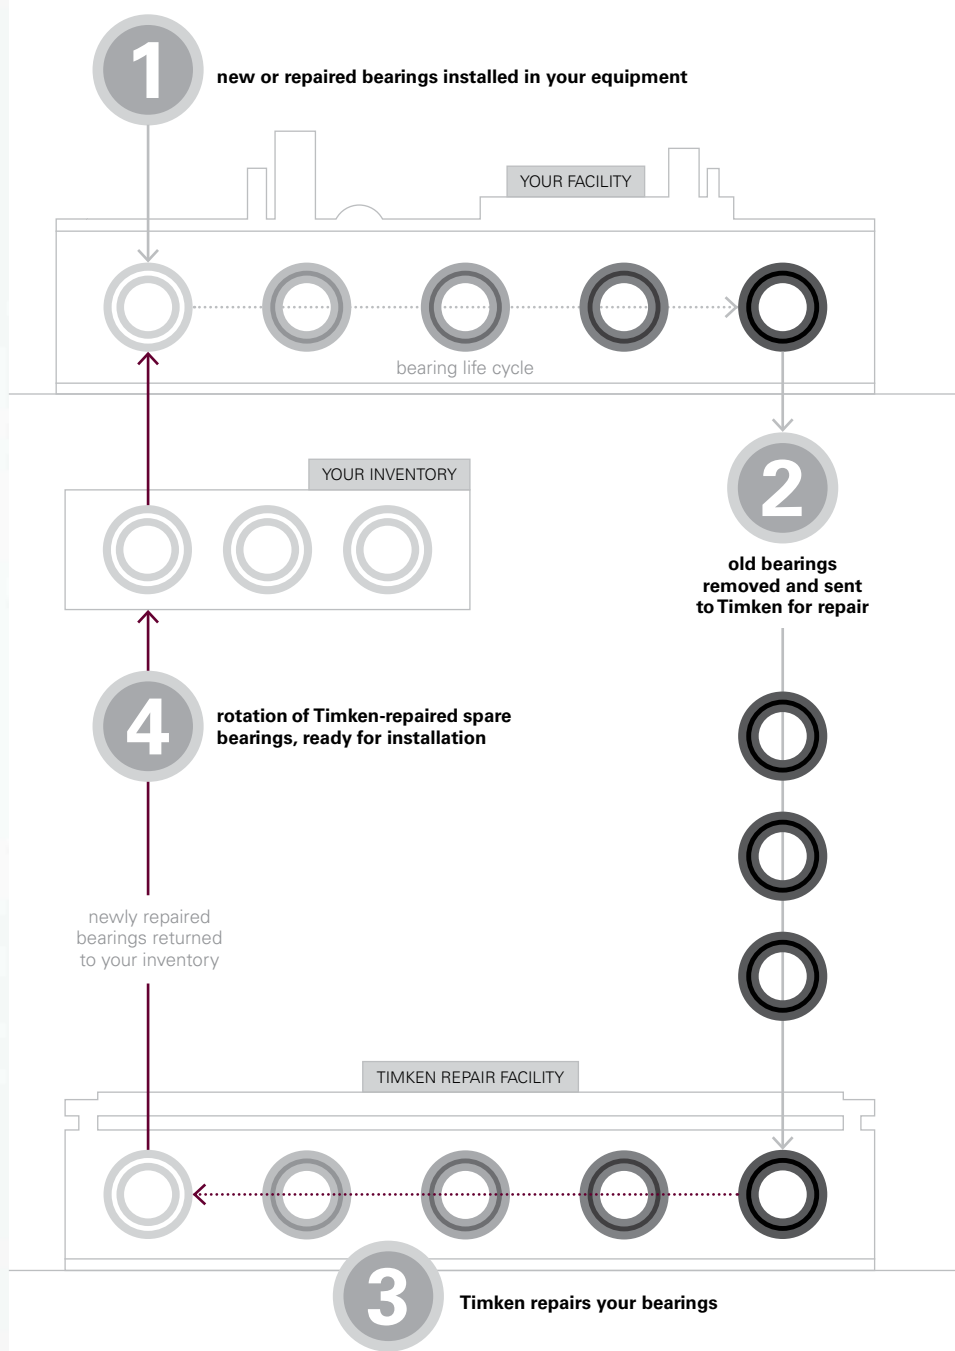 1
new or repaired bearings installed in your equipment
YOUR FACILITY
bearing life cycle
YOUR INVENTORY
2
old bearings
removed and sent
to Timken for repair
4
rotation of Timken-repaired spare
bearings, ready for installation
newly repaired
bearings returned
to your inventory
TIMKEN REPAIR FACILITY
3
Timken repairs your bearings